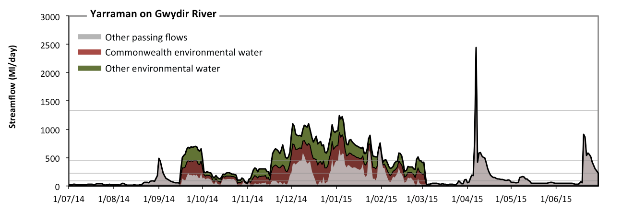 Yarraman on Gwydir River
3000
2500
2000
1500
1000
500
0
Streamflow (Ml/day)
Other passing flows
Commonwealth environmental water
Other environmental water
1/07/14 1/08/14 1/09/14 1/10/14 1/11/14 1/12/14 1/01/15 1/02/15 1/03/15 1/04/15 1/05/15 1/06/15